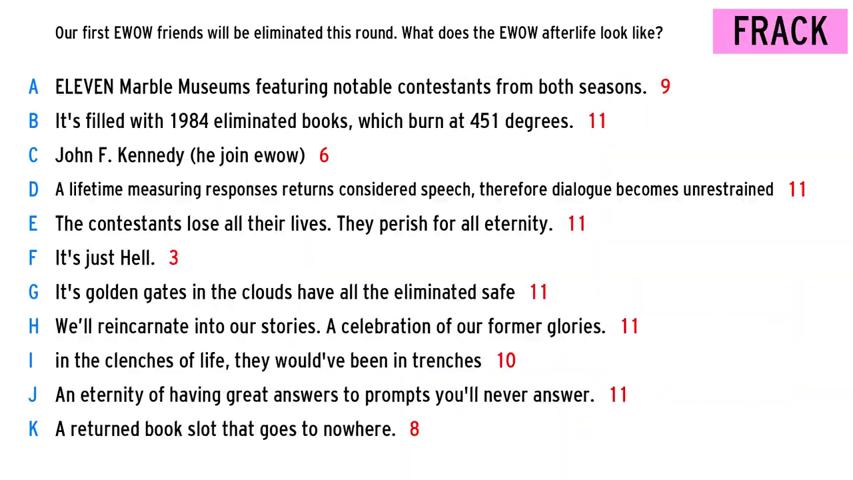 Our first EWOW friends will be eliminated this round. What does the EWOW afterlife look like?
FRACK
A ELEVEN Marble Museums featuring notable contestants from both seasons. 9
B It's filled with 1984 eliminated books, which burn at 451 degrees. 11
C John F. Kennedy (he join ewow) 6
D A lifetime measuring responses returns considered speech, therefore dialogue becomes unrestrained 11
E The contestants lose all their lives. They perish for all eternity. 11
F It's just Hell. 3
G It's golden gates in the clouds have all the eliminated safe 11
H We'll reincarnate into our stories. A celebration of our former glories. 11
I in the clenches of life, they would've been in trenches 10
J An eternity of having great answers to prompts you'll never answer. 11
K A returned book slot that goes to nowhere. 8